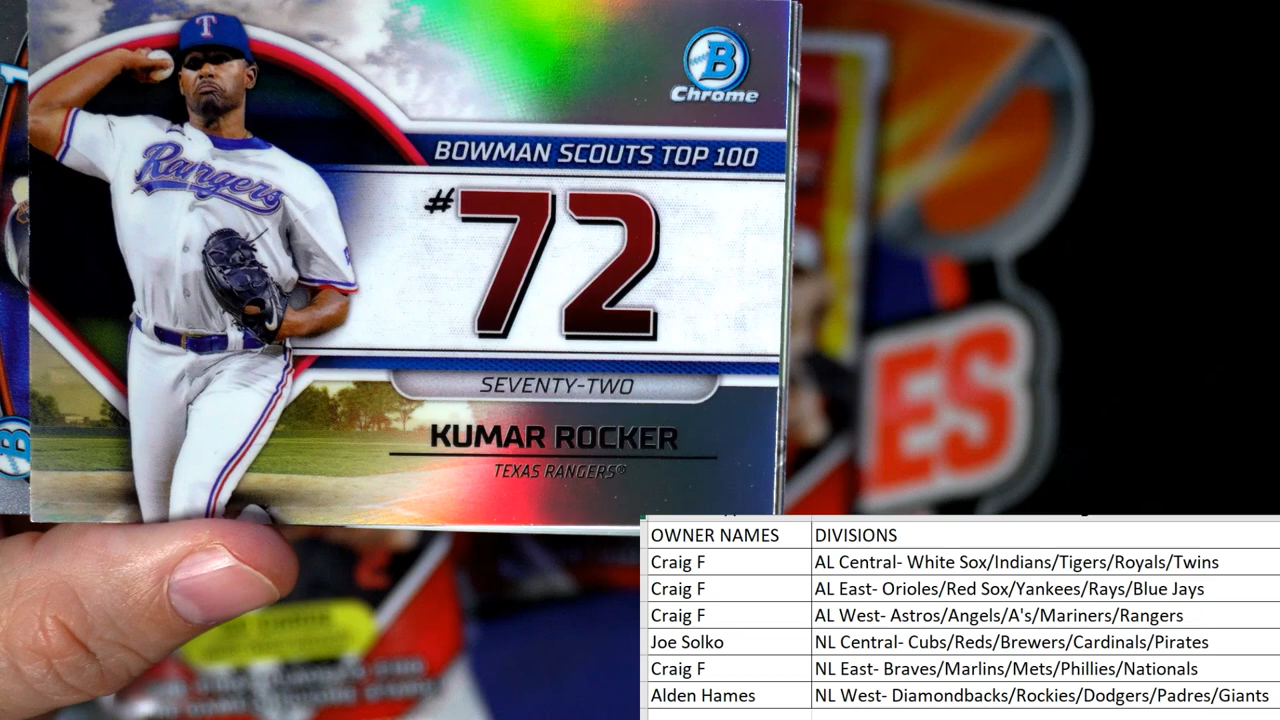 T
Rangers
B
Chrome
BOWMAN SCOUTS TOP 100
#72
SEVENTY-TWO
KUMAR ROCKER
TEXAS RANGERS®
B
ES
OWNER NAMES DIVISIONS
Craig F AL Central- White Sox/Indians/Tigers/Royals/Twins
Craig F AL East- Orioles/Red Sox/Yankees/Rays/Blue Jays
Craig F AL West- Astros/Angels/A's/Mariners/Rangers
Joe Solko NL Central- Cubs/Reds/Brewers/Cardinals/Pirates
Craig F NL East- Braves/Marlins/Mets/Phillies/Nationals
Alden Hames NL West- Diamondbacks/Rockies/Dodgers/Padres/Giants